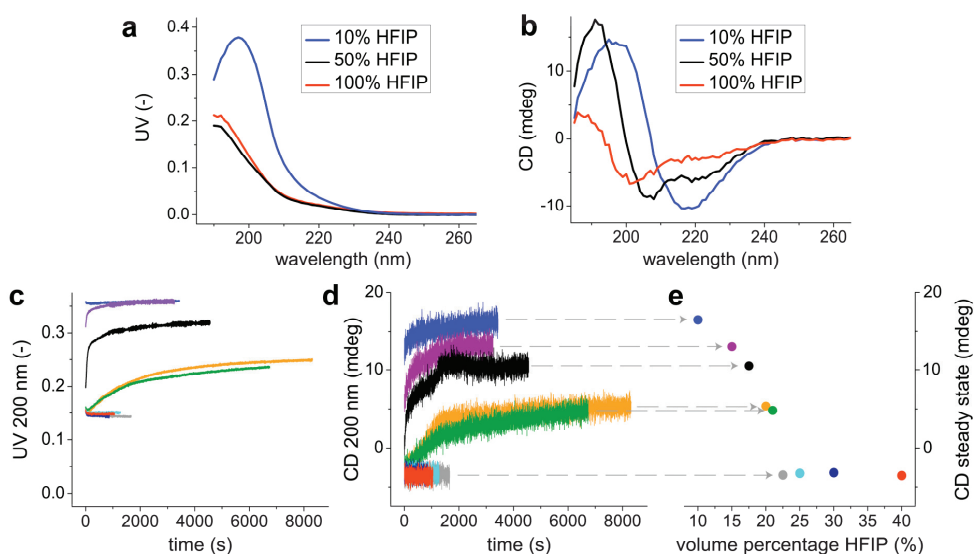 a
10% HFIP
50% HFIP
100% HFIP
UV (-)
0.4
0.3
0.2
0.1
0.0
200 220 240 260
wavelength (nm)
b
10% HFIP
50% HFIP
100% HFIP
CD (mdeg)
10
0
-10
200 220 240 260
wavelength (nm)
c
UV 200 nm (-)
0.3
0.2
0.1
0.0
0 2000 4000 6000 8000
time (s)
d
CD 200 nm (mdeg)
20
10
0
0 2000 4000 6000 8000
time (s)
e
20
10
0
CD steady state (mdeg)
10 15 20 25 30 35 40
volume percentage HFIP (%)